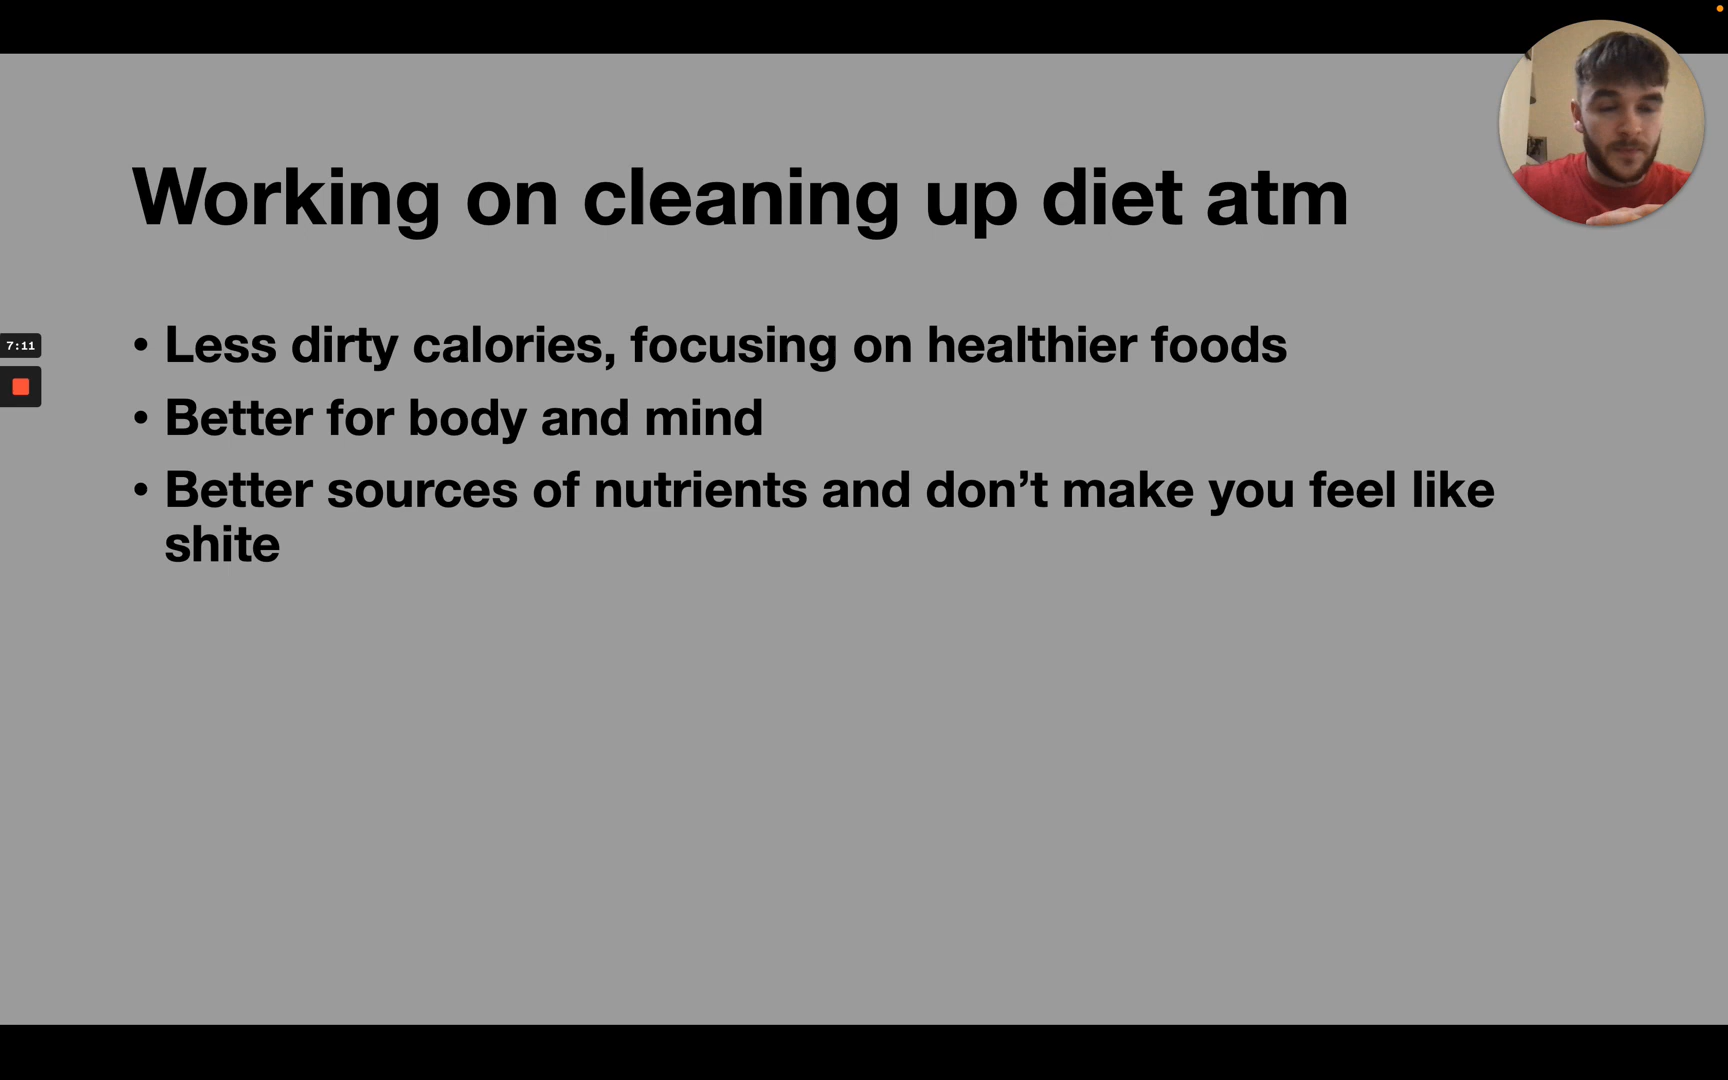 Working on cleaning up diet atm
7:11
• Less dirty calories, focusing on healthier foods
• Better for body and mind
• Better sources of nutrients and don’t make you feel like
shite